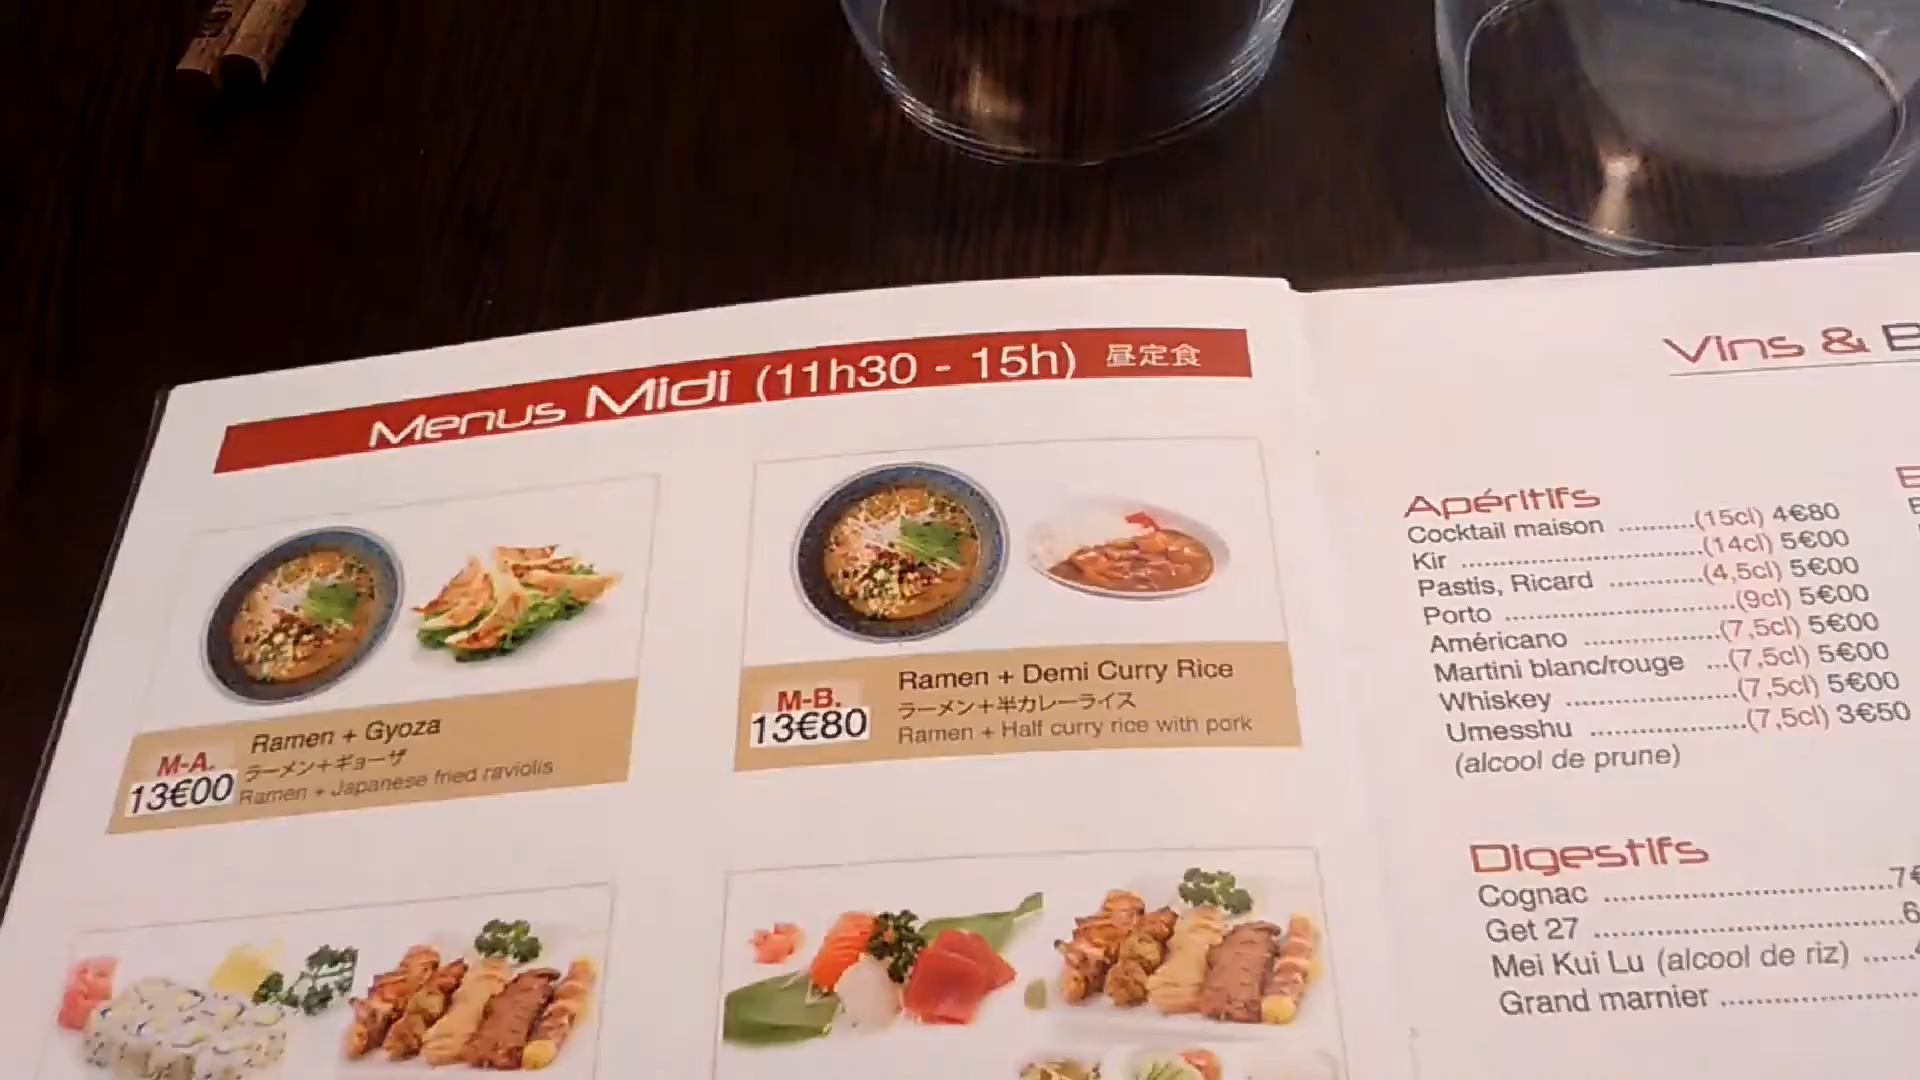 Menus Midi (11h30 - 15h) 昼定食
M-A.
13€00
Ramen + Gyoza
ラーメン+ギョーザ
Ramen + Japanese fried raviolis
M-B.
13€80
Ramen + Demi Curry Rice
ラーメン+半カレーライス
Ramen + Half curry rice with pork
Vins &
Apéritifs
Cocktail maison ..........(15cl) 4€80
Kir ................................(14cl) 5€00
Pastis, Ricard ............(4,5cl) 5€00
Porto ...............................(9cl) 5€00
Américano ..................(7,5cl) 5€00
Martini blanc/rouge ...(7,5cl) 5€00
Whiskey .......................(7,5cl) 5€00
Umesshu .....................(7,5cl) 3€50
(alcool de prune)
Digestifs
Cognac ........................................
Get 27 ..........................................
Mei Kui Lu (alcool de riz) ......
Grand marnier ...........................